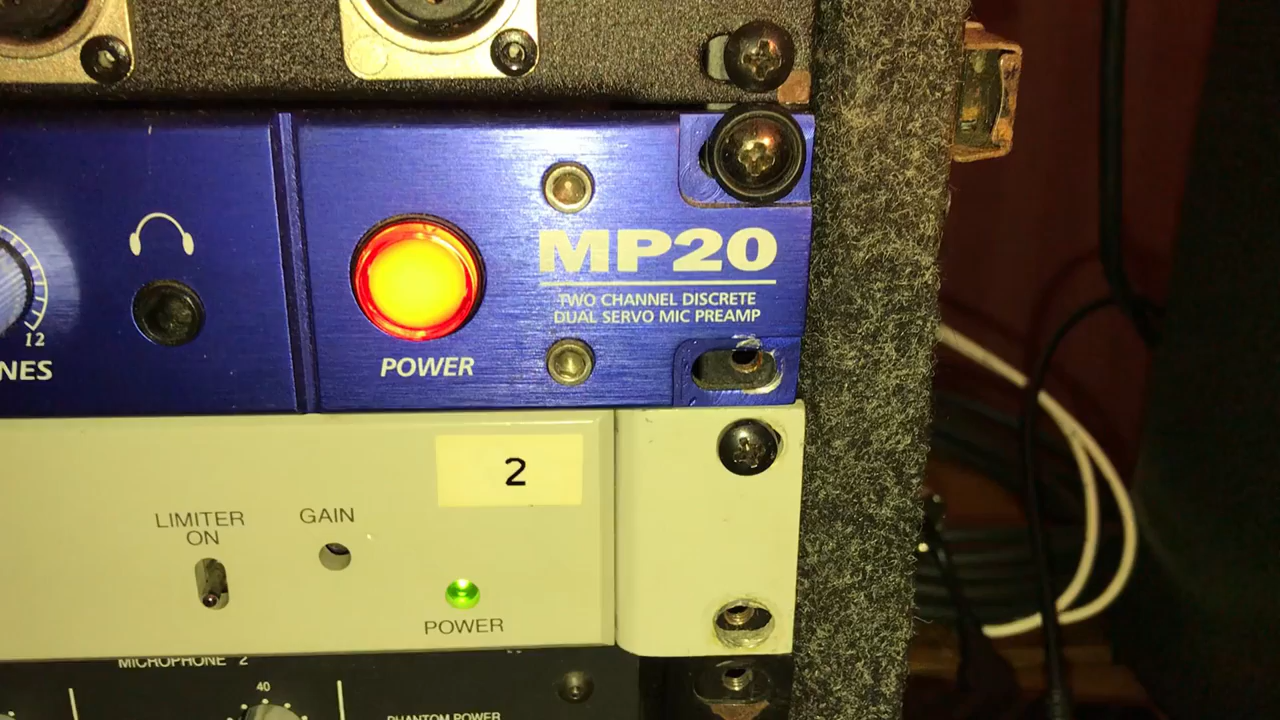 12
NES
POWER
MP20
TWO CHANNEL DISCRETE
DUAL SERVO MIC PREAMP
2
LIMITER
ON
GAIN
POWER
MICROPHONE 2
40
PHANTOM POWER